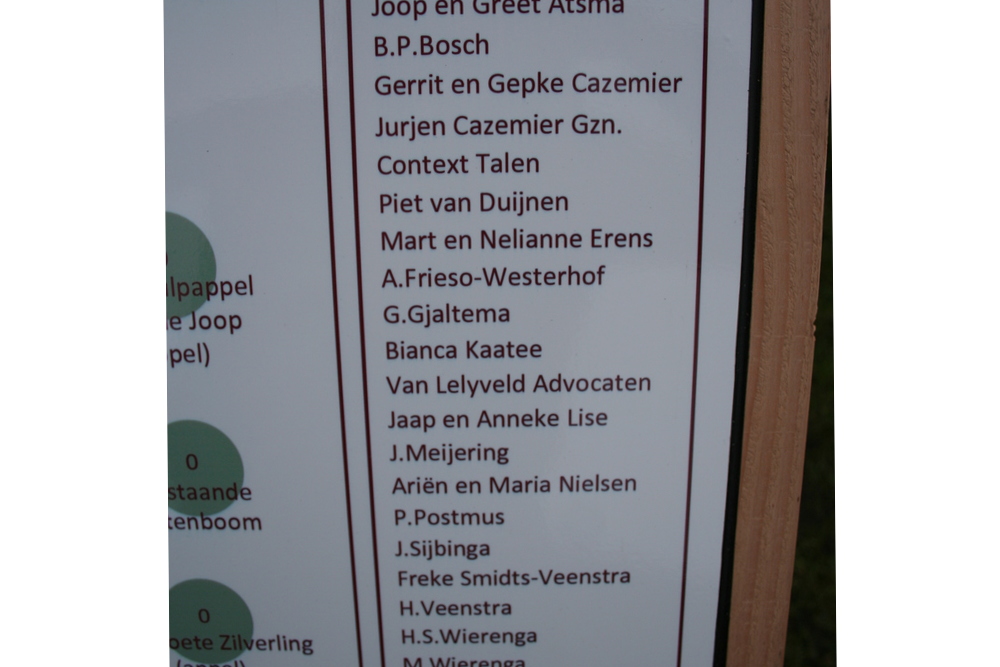 Joop en Greet Atsma
B.P.Bosch
Gerrit en Gepke Cazemier
Jurjen Cazemier Gzn.
Context Talen
Piet van Duijnen
Mart en Nelianne Erens
A.Frieso-Westerhof
G.Gjaltema
Bianca Kaatee
Van Lelyveld Advocaten
Jaap en Anneke Lise
J.Meijering
Ariën en Maria Nielsen
P.Postmus
J.Sijbinga
Freke Smidts-Veenstra
H.Veenstra
H.S.Wierenga
M.Wierenga
lpappel
e Joop
pel)
0
staande
tenboom
0
oete Zilverling
(appel)